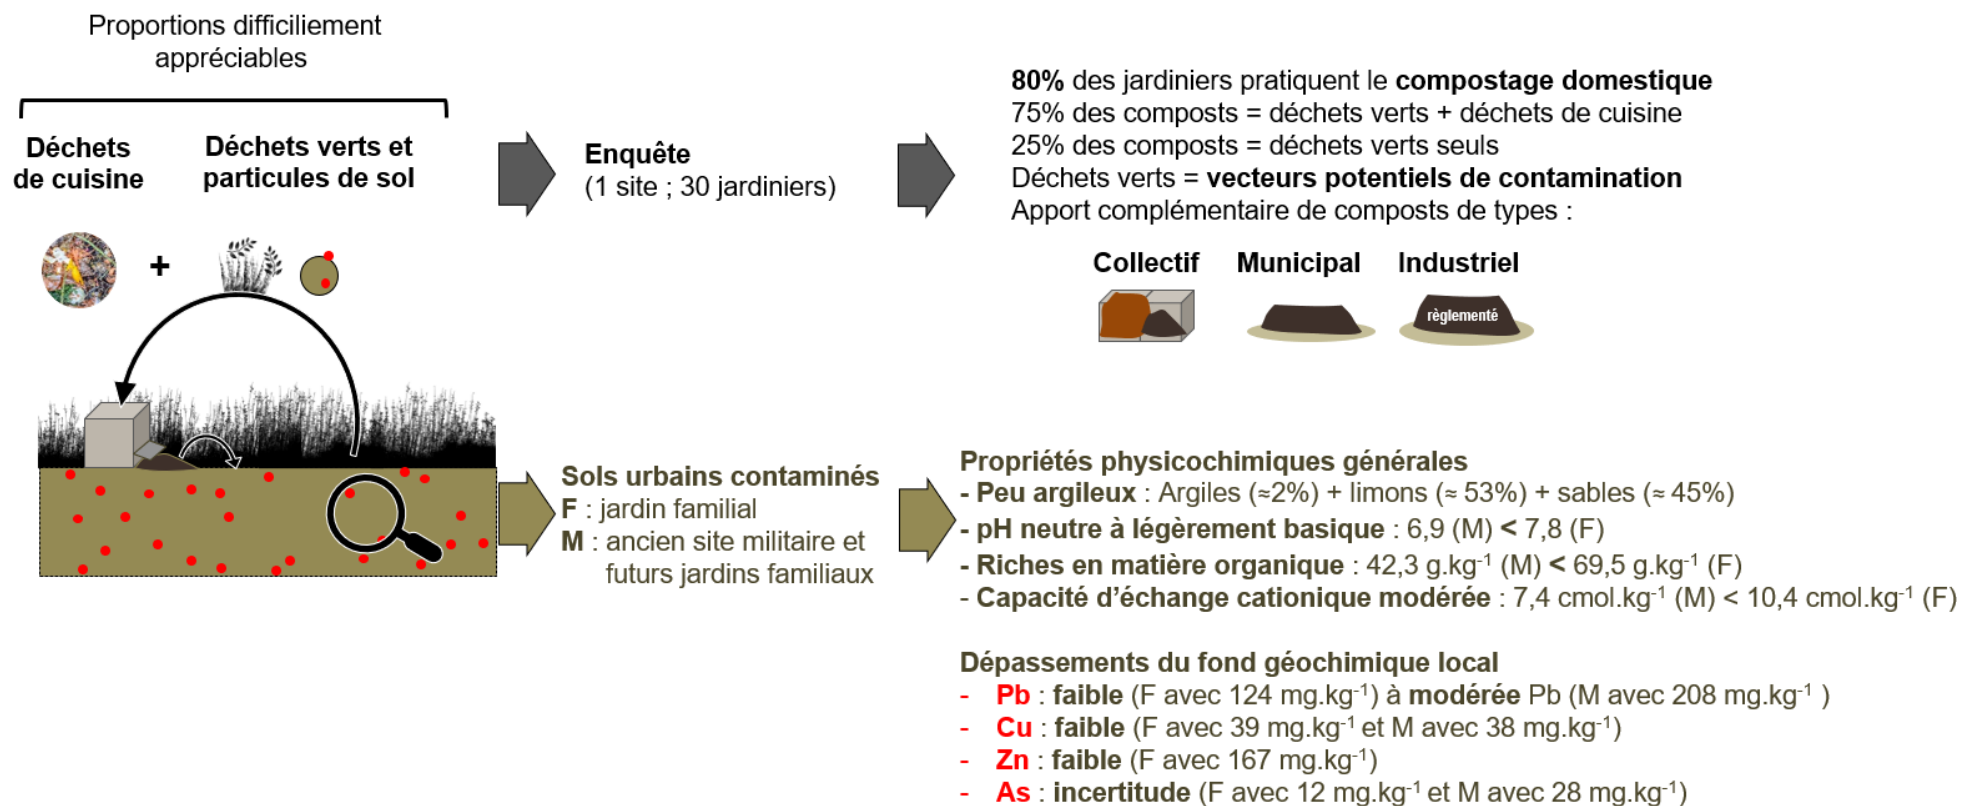 Proportions difficiliement
appréciables
Déchets
de cuisine
Déchets verts et
particules de sol
Enquête
(1 site ; 30 jardiniers)
80% des jardiniers pratiquent le compostage domestique
75% des composts = déchets verts + déchets de cuisine
25% des composts = déchets verts seuls
Déchets verts = vecteurs potentiels de contamination
Apport complémentaire de composts de types :
Collectif Municipal Industriel
règlementé
+
Sols urbains contaminés
F : jardin familial
M : ancien site militaire et
futurs jardins familiaux
Propriétés physicochimiques générales
- Peu argileux : Argiles (≈2%) + limons (≈ 53%) + sables (≈ 45%)
- pH neutre à légèrement basique : 6,9 (M) < 7,8 (F)
- Riches en matière organique : 42,3 g.kg⁻¹ (M) < 69,5 g.kg⁻¹ (F)
- Capacité d'échange cationique modérée : 7,4 cmol.kg⁻¹ (M) < 10,4 cmol.kg⁻¹ (F)
Dépassements du fond géochimique local
- Pb : faible (F avec 124 mg.kg⁻¹) à modérée Pb (M avec 208 mg.kg⁻¹ )
- Cu : faible (F avec 39 mg.kg⁻¹ et M avec 38 mg.kg⁻¹)
- Zn : faible (F avec 167 mg.kg⁻¹)
- As : incertitude (F avec 12 mg.kg⁻¹ et M avec 28 mg.kg⁻¹)